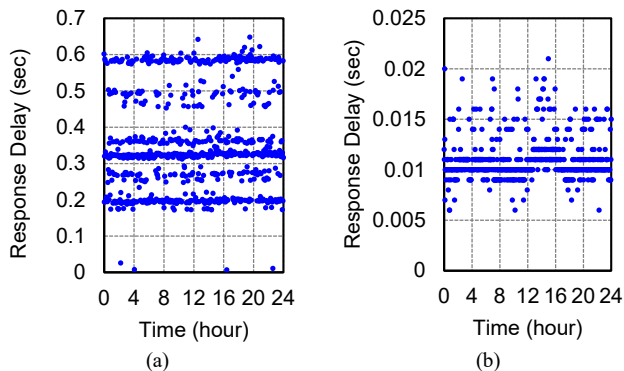 Response Delay (sec)
0.7
0.6
0.5
0.4
0.3
0.2
0.1
0
0 4 8 12 16 20 24
Time (hour)
(a)
Response Delay (sec)
0.025
0.02
0.015
0.01
0.005
0
0 4 8 12 16 20 24
Time (hour)
(b)